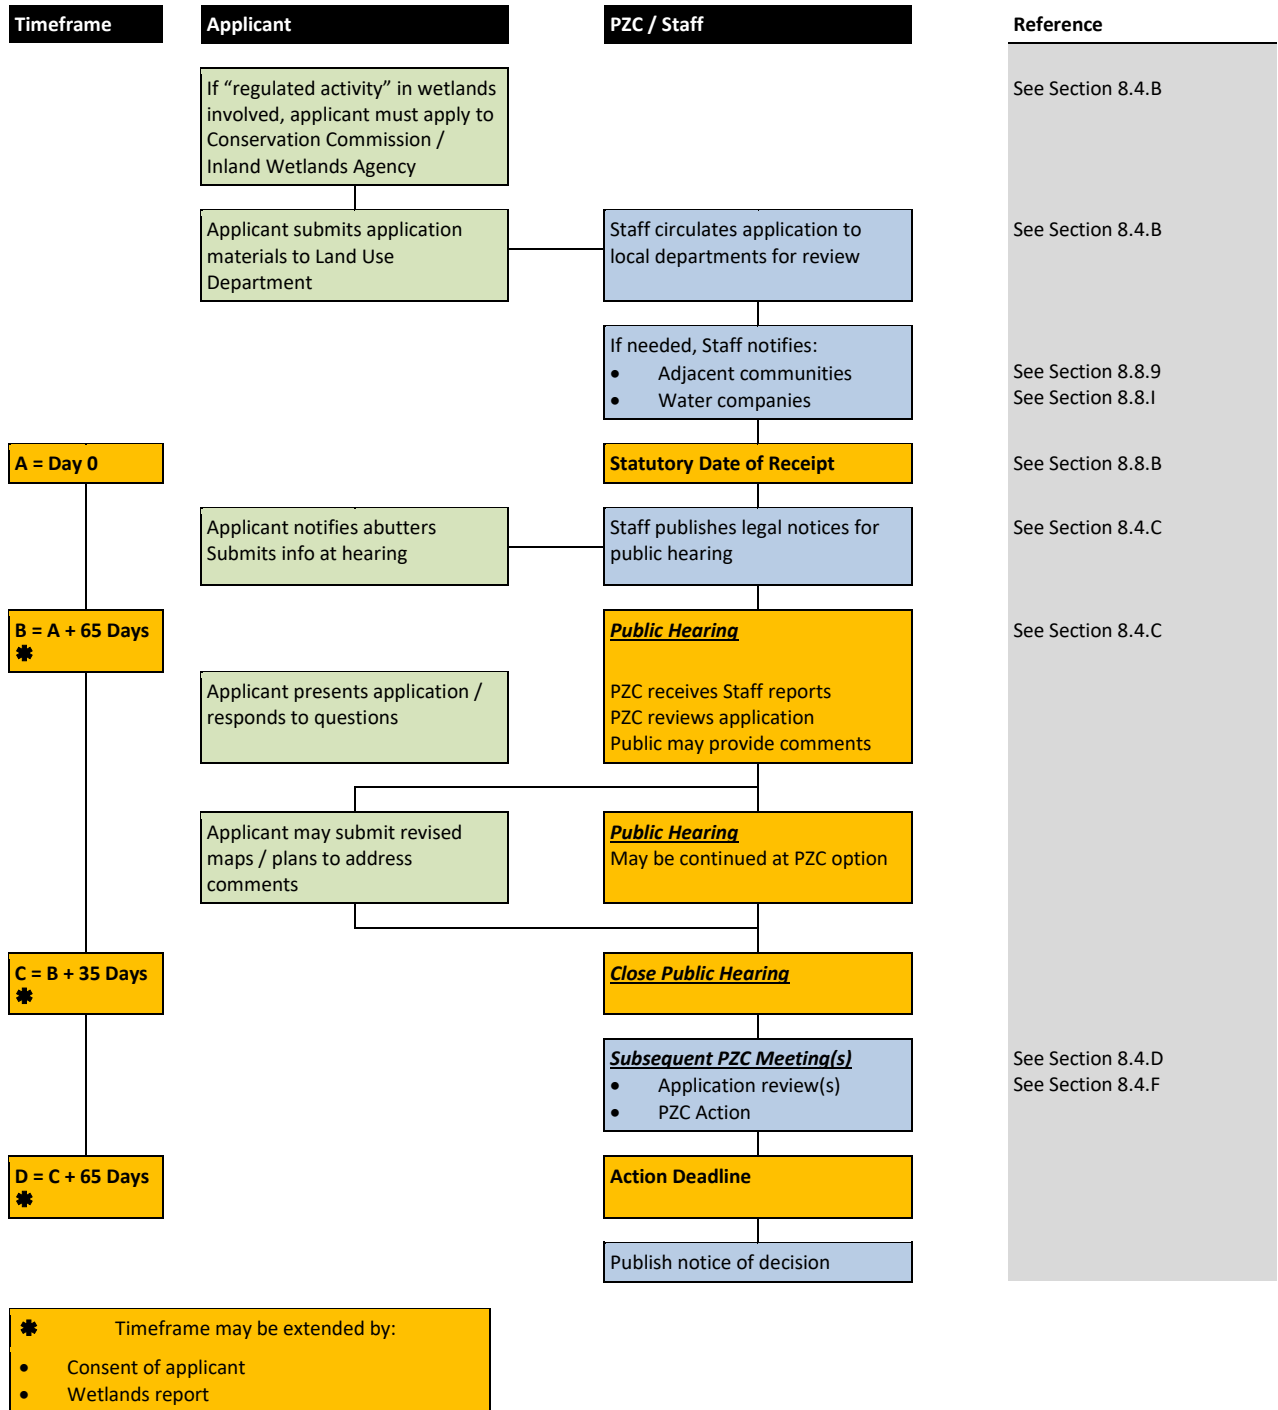 Timeframe
Applicant
PZC / Staff
Reference
If “regulated activity” in wetlands
involved, applicant must apply to
Conservation Commission /
Inland Wetlands Agency
See Section 8.4.B
Applicant submits application
materials to Land Use
Department
Staff circulates application to
local departments for review
See Section 8.4.B
If needed, Staff notifies:
• Adjacent communities
• Water companies
See Section 8.8.9
See Section 8.8.I
A = Day 0
Statutory Date of Receipt
See Section 8.8.B
Applicant notifies abutters
Submits info at hearing
Staff publishes legal notices for
public hearing
See Section 8.4.C
B = A + 65 Days
✱
Public Hearing
See Section 8.4.C
Applicant presents application /
responds to questions
PZC receives Staff reports
PZC reviews application
Public may provide comments
Applicant may submit revised
maps / plans to address
comments
Public Hearing
May be continued at PZC option
C = B + 35 Days
✱
Close Public Hearing
Subsequent PZC Meeting(s)
• Application review(s)
• PZC Action
See Section 8.4.D
See Section 8.4.F
D = C + 65 Days
✱
Action Deadline
Publish notice of decision
✱ Timeframe may be extended by:
• Consent of applicant
• Wetlands report